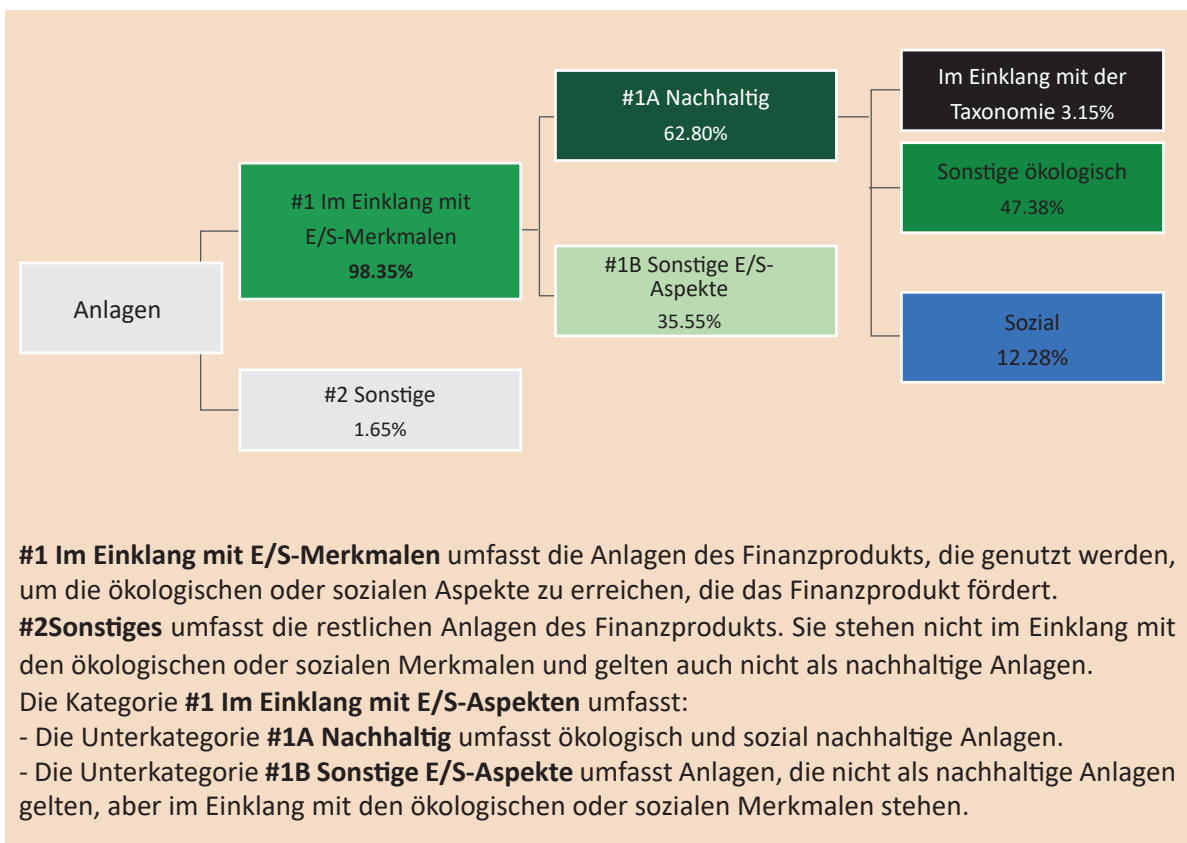 Anlagen
#1 Im Einklang mit
E/S-Merkmalen
98.35%
#2 Sonstige
1.65%
#1A Nachhaltig
62.80%
#1B Sonstige E/S-
Aspekte
35.55%
Im Einklang mit der
Taxonomie 3.15%
Sonstige ökologisch
47.38%
Sozial
12.28%
#1 Im Einklang mit E/S-Merkmalen umfasst die Anlagen des Finanzprodukts, die genutzt werden,
um die ökologischen oder sozialen Aspekte zu erreichen, die das Finanzprodukt fördert.
#2Sonstiges umfasst die restlichen Anlagen des Finanzprodukts. Sie stehen nicht im Einklang mit
den ökologischen oder sozialen Merkmalen und gelten auch nicht als nachhaltige Anlagen.
Die Kategorie #1 Im Einklang mit E/S-Aspekten umfasst:
- Die Unterkategorie #1A Nachhaltig umfasst ökologisch und sozial nachhaltige Anlagen.
- Die Unterkategorie #1B Sonstige E/S-Aspekte umfasst Anlagen, die nicht als nachhaltige Anlagen
gelten, aber im Einklang mit den ökologischen oder sozialen Merkmalen stehen.